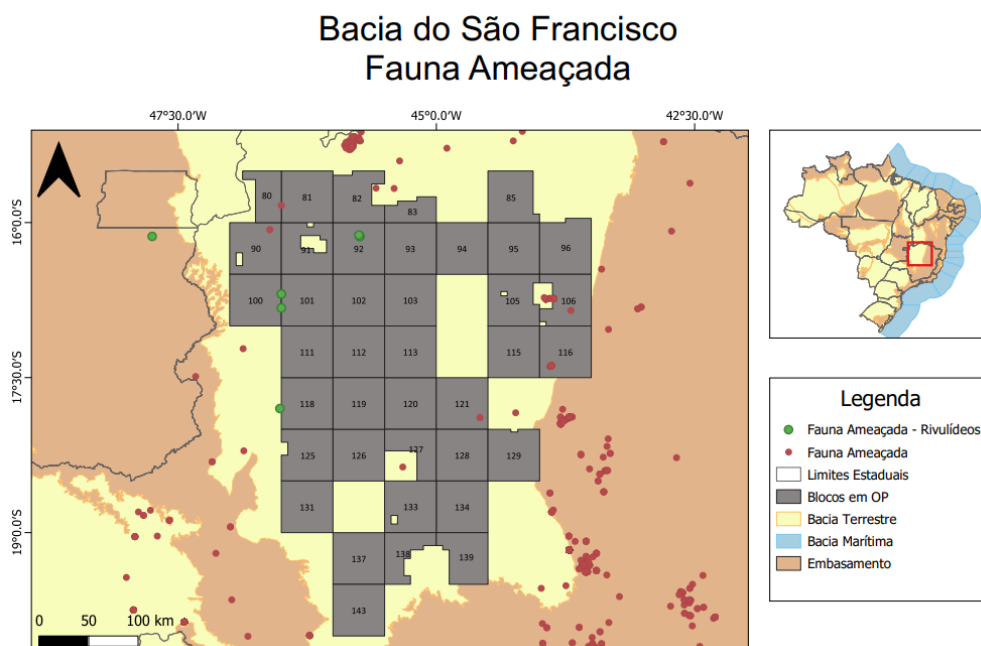 Bacia do São Francisco
Fauna Ameaçada
47°30.0'W 45°0.0'W 42°30.0'W
16°0.0'S
17°30.0'S
19°0.0'S
80 81 82 83 85
90 91 92 93 94 95 96
100 101 102 103 105 106
111 112 113 115 116
118 119 120 121
125 126 127 128 129
131 133 134
137 138 139
143
0 50 100 km
Legenda
Fauna Ameaçada - Rivulídeos
Fauna Ameaçada
Limites Estaduais
Blocos em OP
Bacia Terrestre
Bacia Marítima
Embasamento